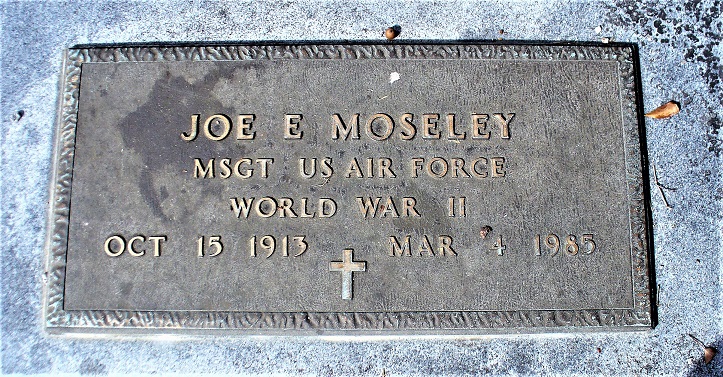 JOE E MOSELEY
MSGT US AIR FORCE
WORLD WAR II
OCT 15 1913 MAR 4 1985